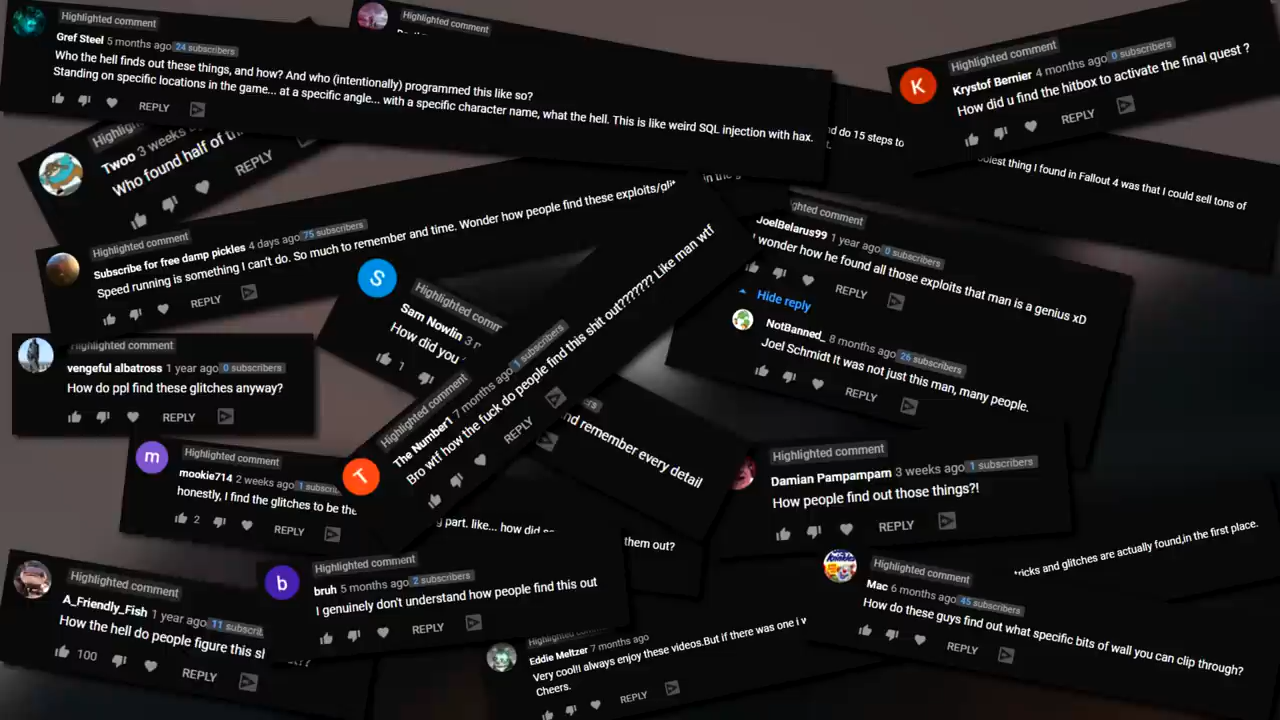 Highlighted comment
Gref Steel 5 months ago 24 subscribers
Who the hell finds out these things, and how? And who (intentionally) programmed this like so?
Standing on specific locations in the game... at a specific angle... with a specific character name, what the hell. This is like weird SQL injection with hax.
REPLY
Highlighted comment
Highlighted comment
Krystof Bernier 4 months ago 0 subscribers
How did u find the hitbox to activate the final quest ?
REPLY
do 15 steps to
thing I found in Fallout 4 was that I could sell tons of
Twoo 3 weeks
Who found half of
REPLY
Highlighted comment
Subscribe for free damp pickles 4 days ago 75 subscribers
Speed running is something I can't do. So much to remember and time. Wonder how people find these
REPLY
comment
JoelBelarus99 1 year ago 0 subscribers
wonder how he found all those exploits that man is a genius xD
REPLY
Hide reply
NotBanned_ 8 months ago 26 subscribers
Joel Schmidt It was not just this man, many people.
REPLY
Highlighted
Sam Nowlin 3
How did you
1
Highlighted comment
The Number1 7 months ago 1 subscribers
Bro wtf how the fuck do people find this shit out??????? Like man wtf
REPLY
Highlighted comment
vengeful albatross 1 year ago 0 subscribers
How do ppl find these glitches anyway?
REPLY
remember every detail
Highlighted comment
mookie714 2 weeks ago 1
honestly, I find the glitches to be the
2 REPLY
part. like... how did
them out?
Highlighted comment
Damian Pampampam 3 weeks ago 1 subscribers
How people find out those things?!
REPLY
tricks and glitches are actually found,in the first place.
Highlighted comment
A_Friendly_Fish 1 year ago 11
How the hell do people figure this
100 REPLY
Highlighted comment
bruh 5 months ago 2 subscribers
I genuinely don't understand how people find this out
REPLY
Highlighted comment
Eddie Meltzer 7 months ago
Very cool!I always enjoy these videos.But if there was one i
Cheers.
REPLY
Highlighted comment
Mac 6 months ago 45 subscribers
How do these guys find out what specific bits of wall you can clip through?
REPLY